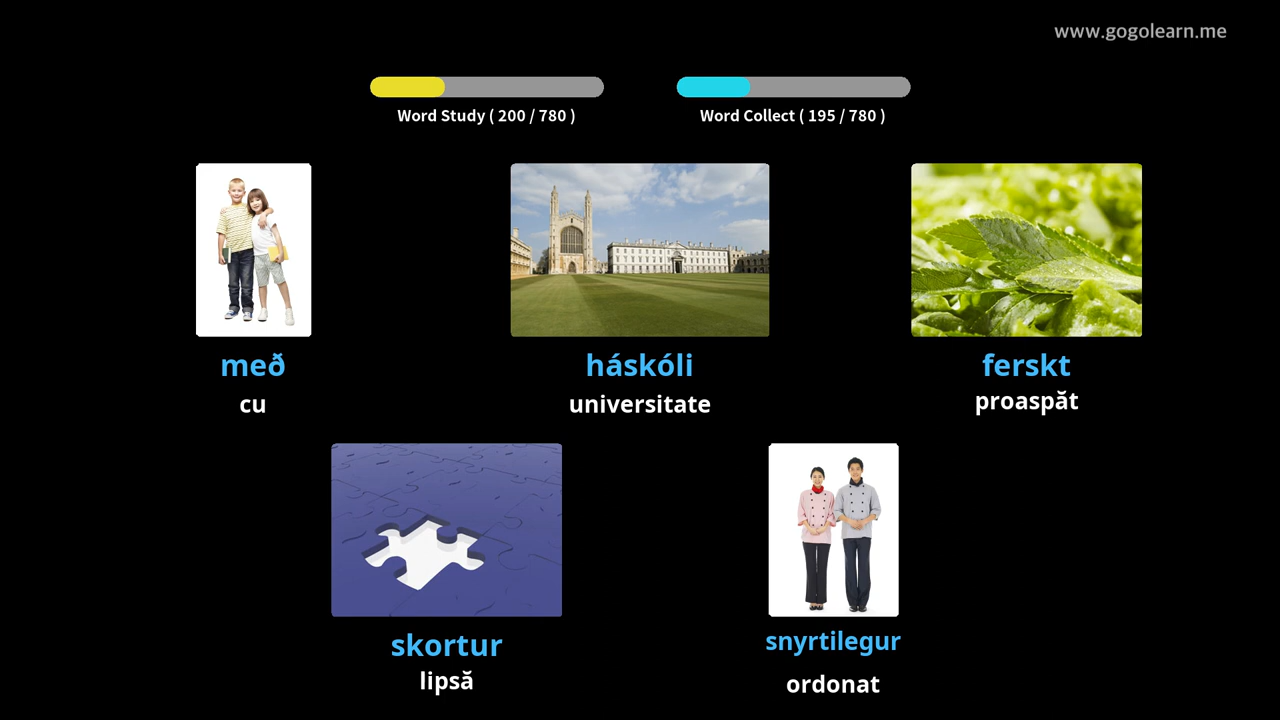 www.gogolearn.me
Word Study ( 200 / 780 )
Word Collect ( 195 / 780 )
með
cu
háskóli
universitate
ferskt
proaspăt
skortur
lipsă
snyrtilegur
ordonat